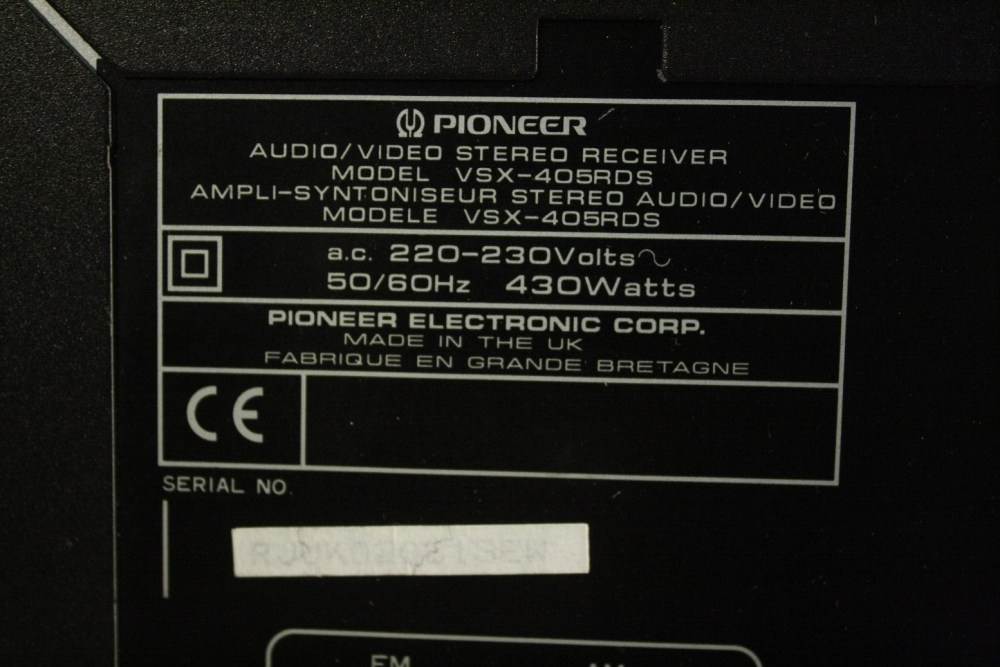 PIONEER
AUDIO/VIDEO STEREO RECEIVER
MODEL VSX-405RDS
AMPLI-SYNTONISEUR STEREO AUDIO/VIDEO
MODELE VSX-405RDS
a.c. 220-230Volts~
50/60Hz 430Watts
PIONEER ELECTRONIC CORP.
MADE IN THE UK
FABRIQUE EN GRANDE BRETAGNE
CE
SERIAL NO.
FM AM